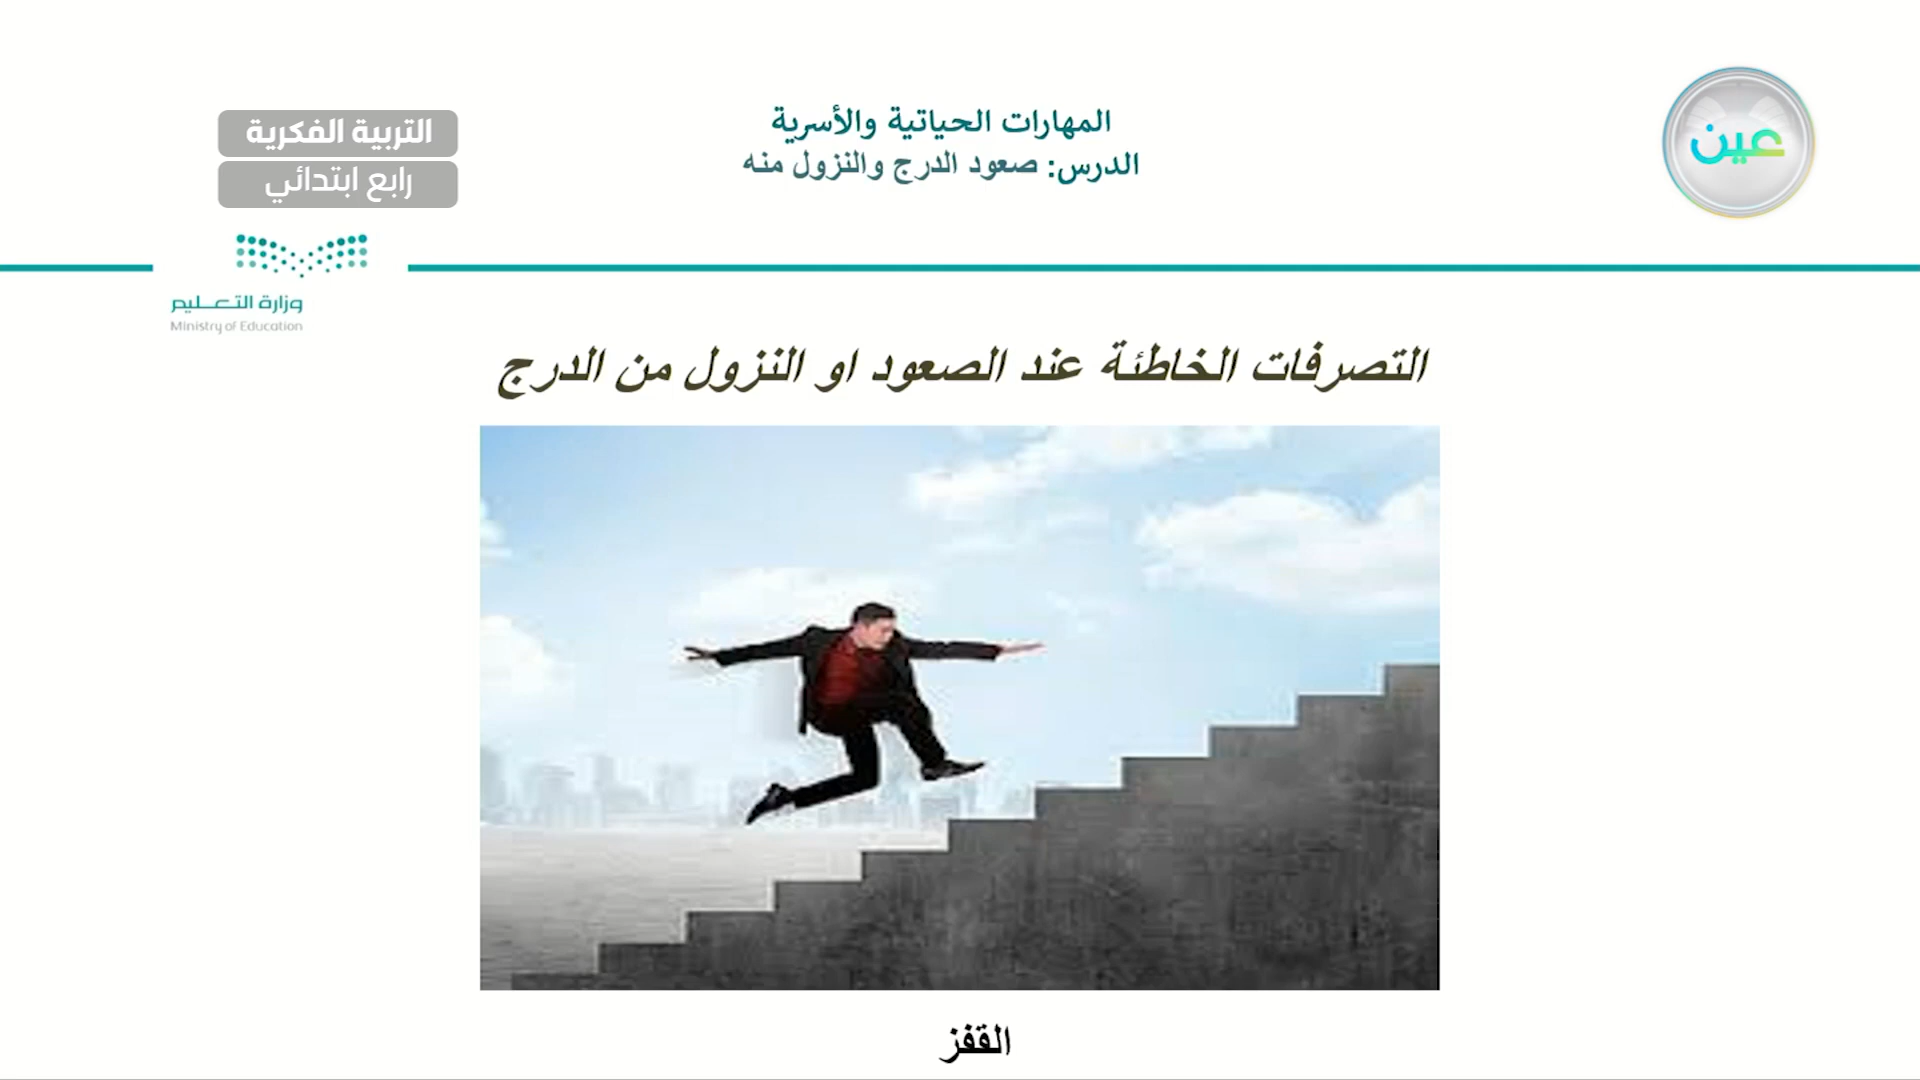 المهارات الحياتية والأسرية
الدرس: صعود الدرج والنزول منه
عين
التربية الفكرية
رابع ابتدائي
وزارة التعليم
Ministry of Education
التصرفات الخاطئة عند الصعود او النزول من الدرج
القفز